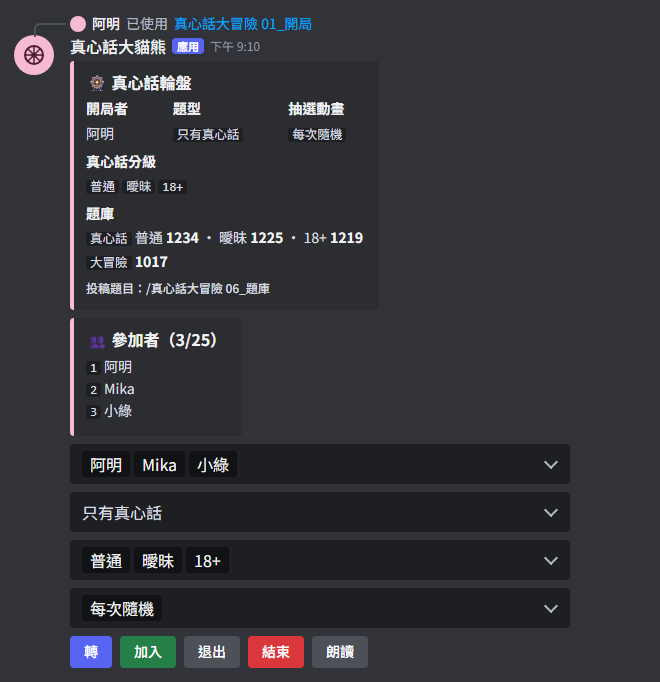 阿明 已使用 真心話大冒險 01_開局
真心話大貓熊 應用 下午 9:10
真心話輪盤
開局者 題型 抽選動畫
阿明 只有真心話 每次隨機
真心話分級
普通 曖昧 18+
題庫
真心話 普通 1234 · 曖昧 1225 · 18+ 1219
大冒險 1017
投稿題目：/真心話大冒險 06_題庫
參加者（3/25）
1 阿明
2 Mika
3 小綠
阿明 Mika 小綠
只有真心話
普通 曖昧 18+
每次隨機
轉 加入 退出 結束 朗讀